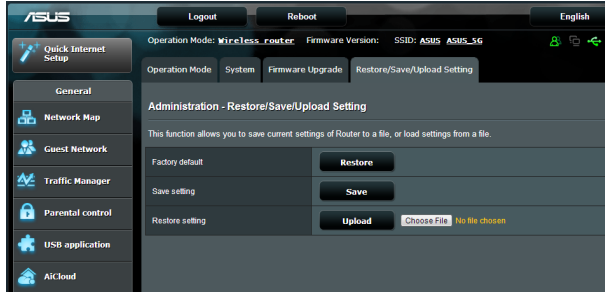 ASUS
Logout
Reboot
English
Quick Internet
Setup
Operation Mode: Wireless router Firmware Version: SSID: ASUS ASUS_5G
Operation Mode
System
Firmware Upgrade
Restore/Save/Upload Setting
General
Network Map
Guest Network
Traffic Manager
Parental control
USB application
AiCloud
Administration - Restore/Save/Upload Setting
This function allows you to save current settings of Router to a file, or load settings from a file.
Factory default Restore
Save setting Save
Restore setting Upload Choose File No file chosen